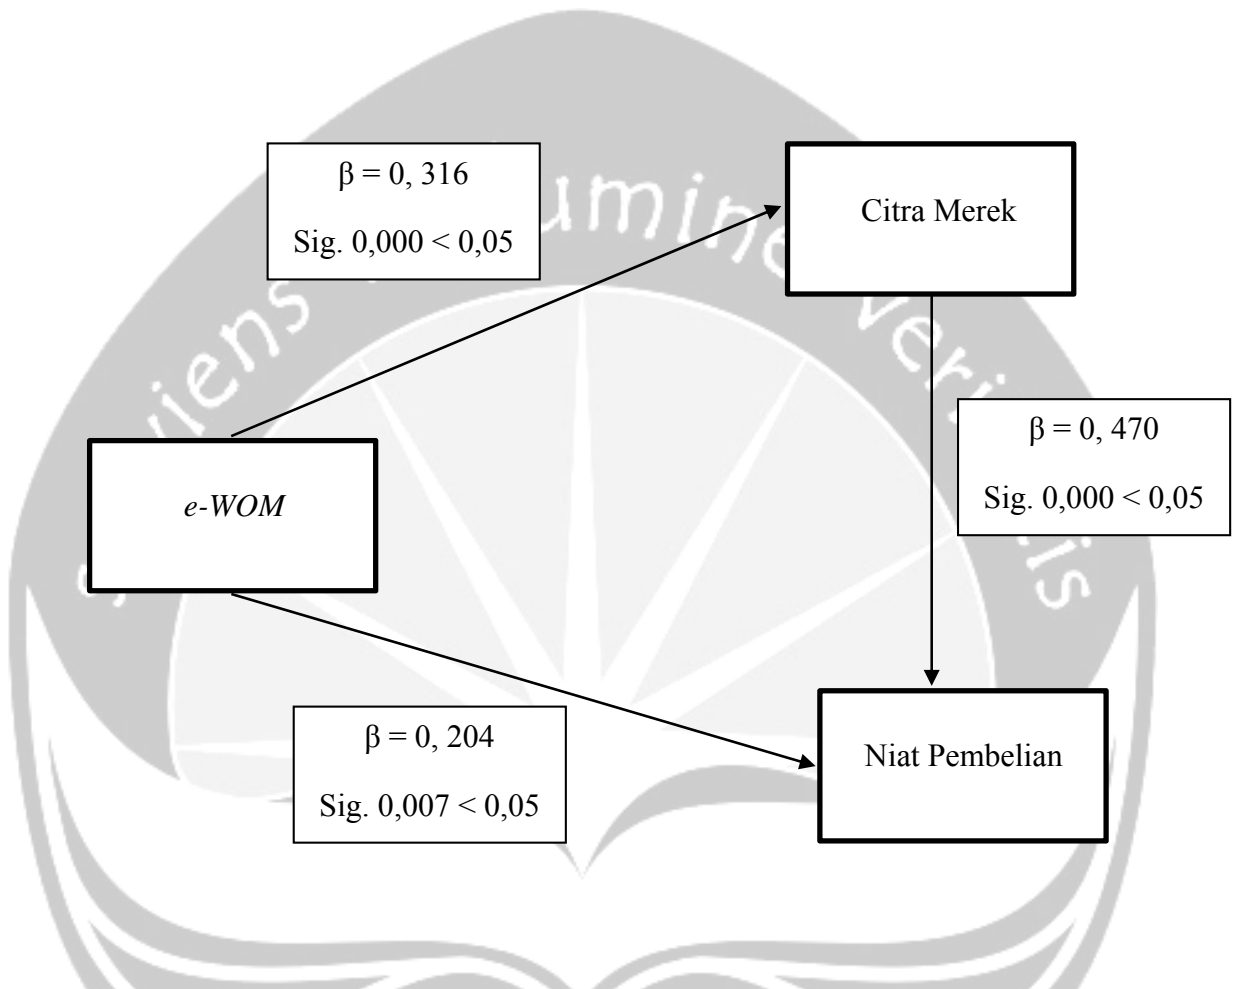 β = 0, 316
Sig. 0,000 < 0,05
Citra Merek
β = 0, 470
Sig. 0,000 < 0,05
e-WOM
β = 0, 204
Sig. 0,007 < 0,05
Niat Pembelian